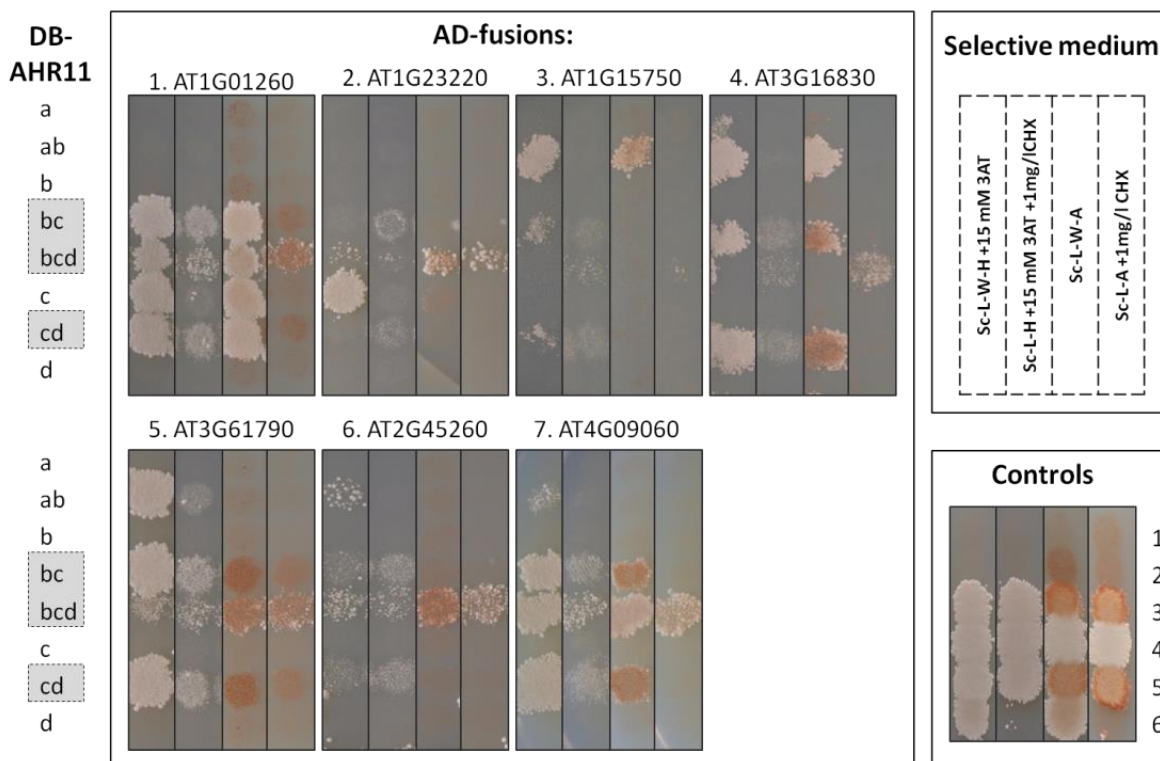 DB-
AHR11
a
ab
b
bc
bcd
c
cd
d
a
ab
b
bc
bcd
c
cd
d
AD-fusions:
1. AT1G01260
2. AT1G23220
3. AT1G15750
4. AT3G16830
5. AT3G61790
6. AT2G45260
7. AT4G09060
Selective medium
Sc-L-W-H +15 mM 3AT
Sc-L-H +15 mM 3AT +1mg/lCHX
Sc-L-W-A
Sc-L-A +1mg/l CHX
Controls
1
2
3
4
5
6